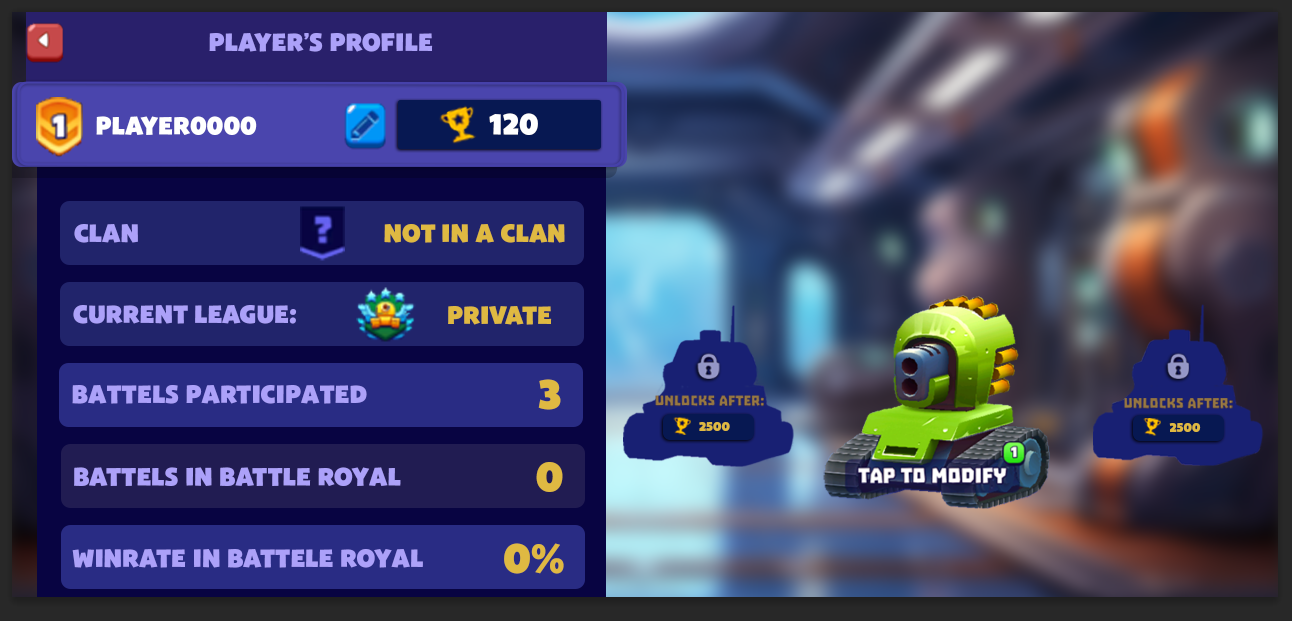 PLAYER'S PROFILE
1 PLAYER0000 120
CLAN ? NOT IN A CLAN
CURRENT LEAGUE: PRIVATE
BATTELS PARTICIPATED 3
BATTELS IN BATTLE ROYAL 0
WINRATE IN BATTELE ROYAL 0%
UNLOCKS AFTER:
2500
1
TAP TO MODIFY
UNLOCKS AFTER:
2500